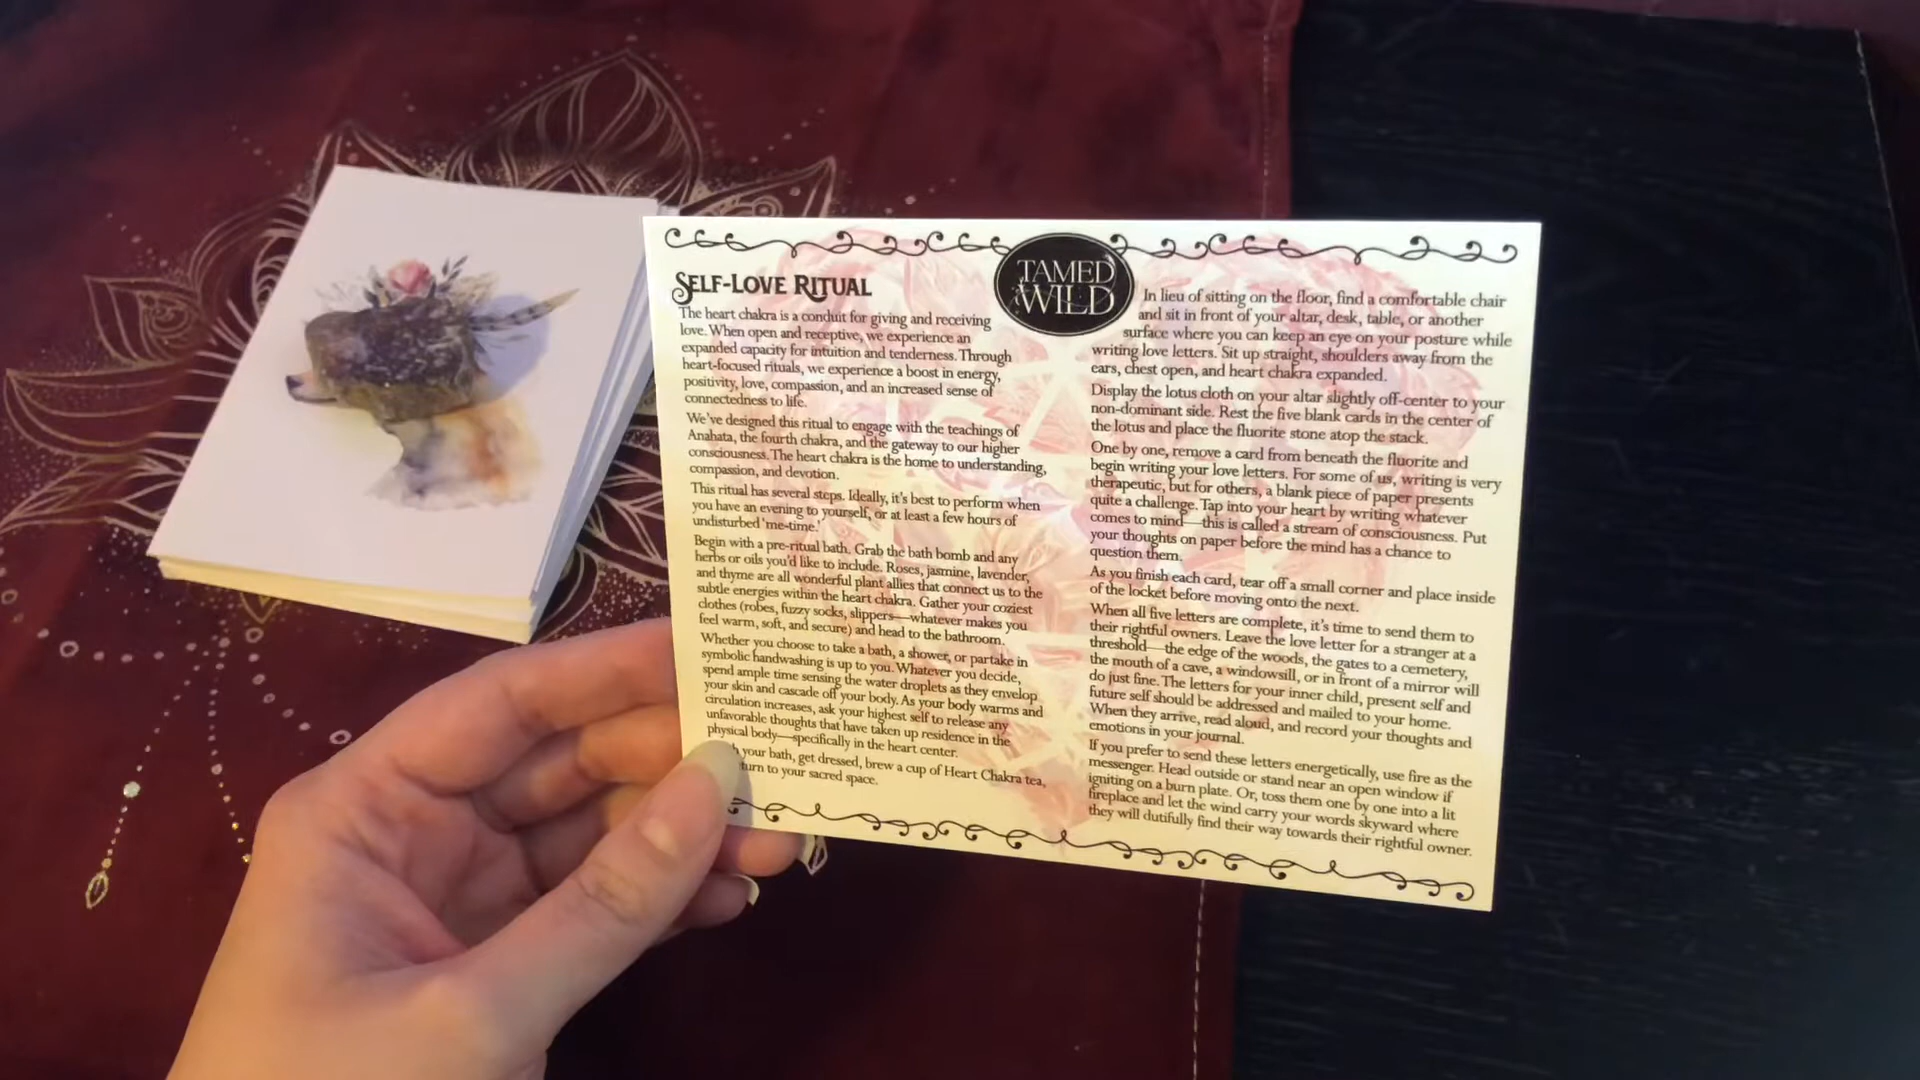 SELF-LOVE RITUAL
The heart chakra is a conduit for giving and receiving
love. When open and receptive, we experience an
expanded capacity for intuition and tenderness. Through
heart-focused rituals, we experience a boost in energy,
positivity, love, compassion, and an increased sense of
connectedness to life.
We've designed this ritual to engage with the teachings of
Anahata, the fourth chakra, and the gateway to our higher
consciousness. The heart chakra is the home to understanding,
compassion, and devotion.
This ritual has several steps. Ideally, it's best to perform when
you have an evening to yourself, or at least a few hours of
undisturbed 'me-time.'
Begin with a pre-ritual bath. Grab the bath bomb and any
herbs or oils you'd like to include. Roses, jasmine, lavender,
and thyme are all wonderful plant allies that connect us to the
subtle energies within the heart chakra. Gather your coziest
clothes (robes, fuzzy socks, slippers—whatever makes you
feel warm, soft, and secure) and head to the bathroom.
Whether you choose to take a bath, a shower, or partake in
symbolic handwashing is up to you. Whatever you decide,
spend ample time sensing the water droplets as they envelop
your skin and cascade off your body. As your body warms and
circulation increases, ask your highest self to release any
unfavorable thoughts that have taken up residence in the
physical body—specifically in the heart center.
your bath, get dressed, brew a cup of Heart Chakra tea,
to your sacred space.
TAMED
WILD
In lieu of sitting on the floor, find a comfortable chair
and sit in front of your altar, desk, table, or another
surface where you can keep an eye on your posture while
writing love letters. Sit up straight, shoulders away from the
ears, chest open, and heart chakra expanded.
Display the lotus cloth on your altar slightly off-center to your
non-dominant side. Rest the five blank cards in the center of
the lotus and place the fluorite stone atop the stack.
One by one, remove a card from beneath the fluorite and
begin writing your love letters. For some of us, writing is very
therapeutic, but for others, a blank piece of paper presents
quite a challenge. Tap into your heart by writing whatever
comes to mind—this is called a stream of consciousness. Put
your thoughts on paper before the mind has a chance to
question them.
As you finish each card, tear off a small corner and place inside
of the locket before moving onto the next.
When all five letters are complete, it's time to send them to
their rightful owners. Leave the love letter for a stranger at a
threshold—the edge of the woods, the gates to a cemetery,
the mouth of a cave, a windowsill, or in front of a mirror will
do just fine. The letters for your inner child, present self and
future self should be addressed and mailed to your home.
When they arrive, read aloud, and record your thoughts and
emotions in your journal.
If you prefer to send these letters energetically, use fire as the
messenger. Head outside or stand near an open window if
igniting on a burn plate. Or, toss them one by one into a lit
fireplace and let the wind carry your words skyward where
they will dutifully find their way towards their rightful owner.